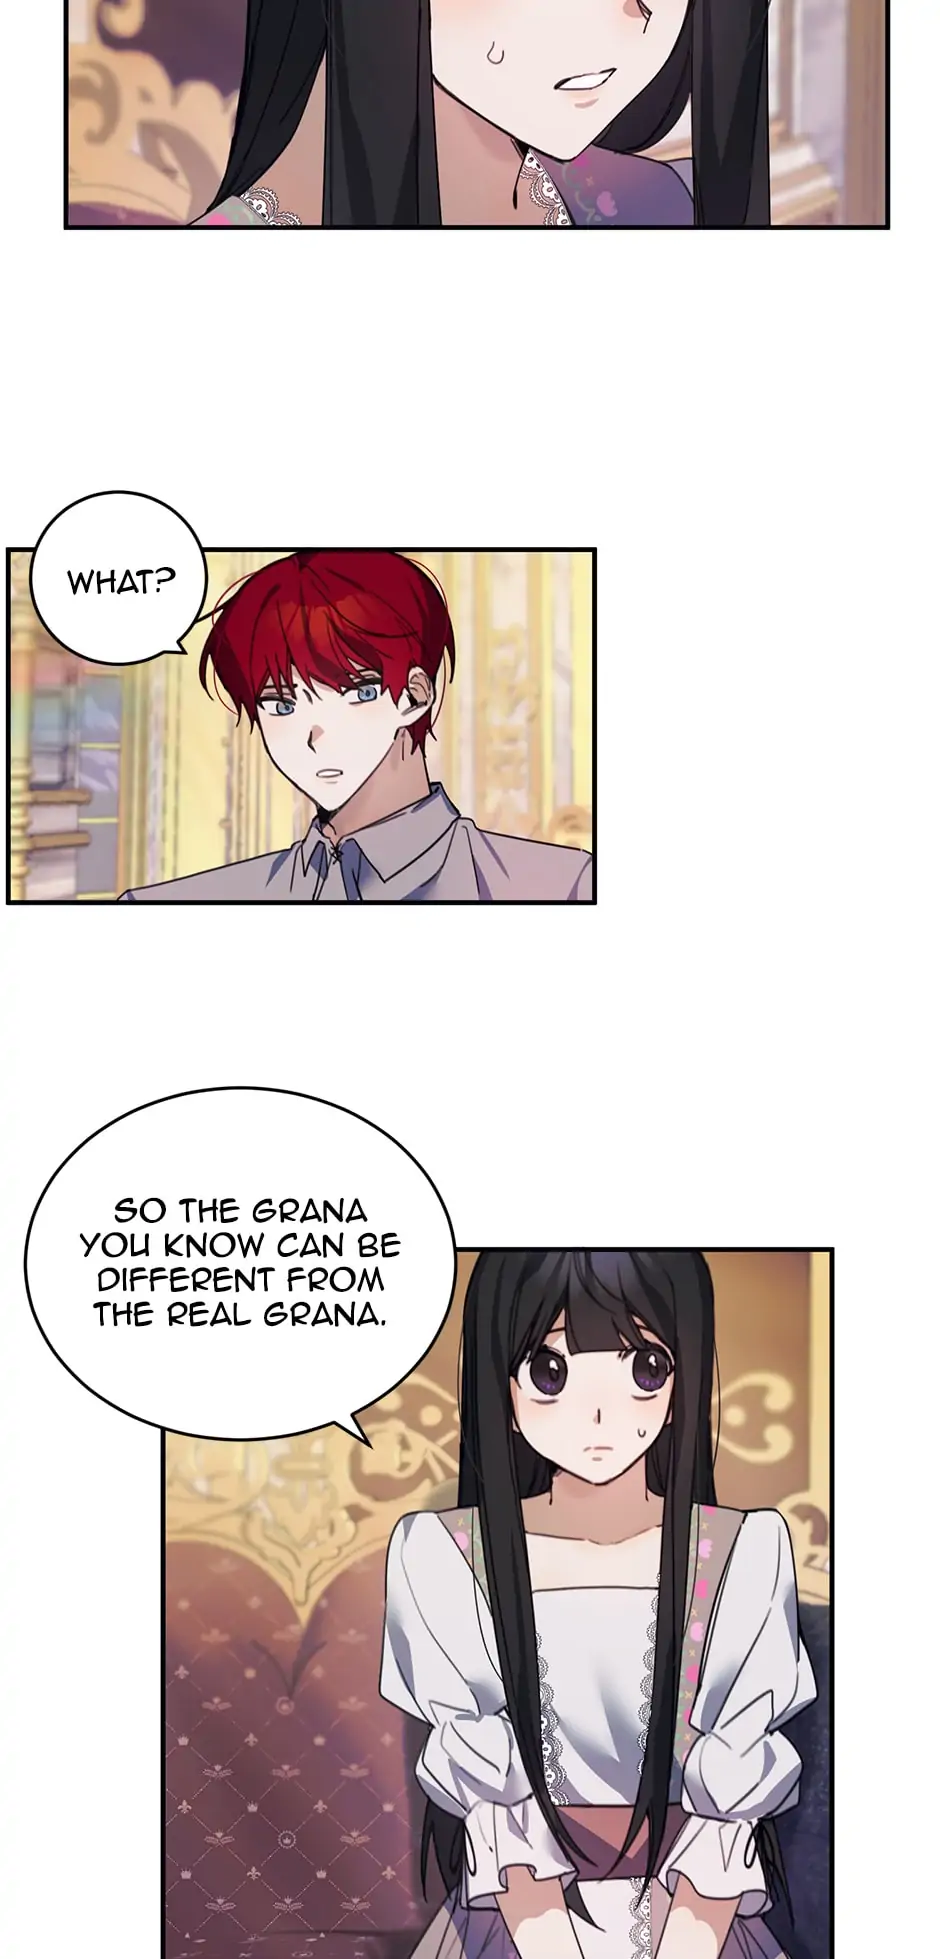 WHAT?
SO THE GRANA
YOU KNOW CAN BE
DIFFERENT FROM
THE REAL GRANA.